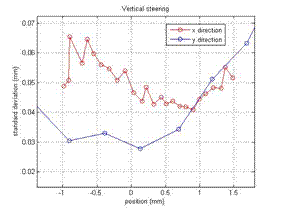 Vertical steering
x direction
y direction
standard deviation (mm)
0.07
0.06
0.05
0.04
0.03
0.02
-1
-0.5
0
0.5
1
1.5
position (mm)